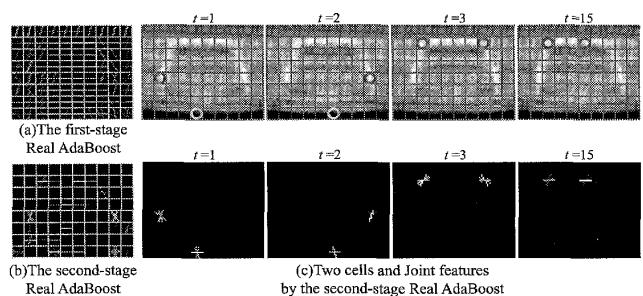 t=1
t=2
t=3
t=15
(a)The first-stage
Real AdaBoost
t=1
t=2
t=3
t=15
(b)The second-stage
Real AdaBoost
(c)Two cells and Joint features
by the second-stage Real AdaBoost